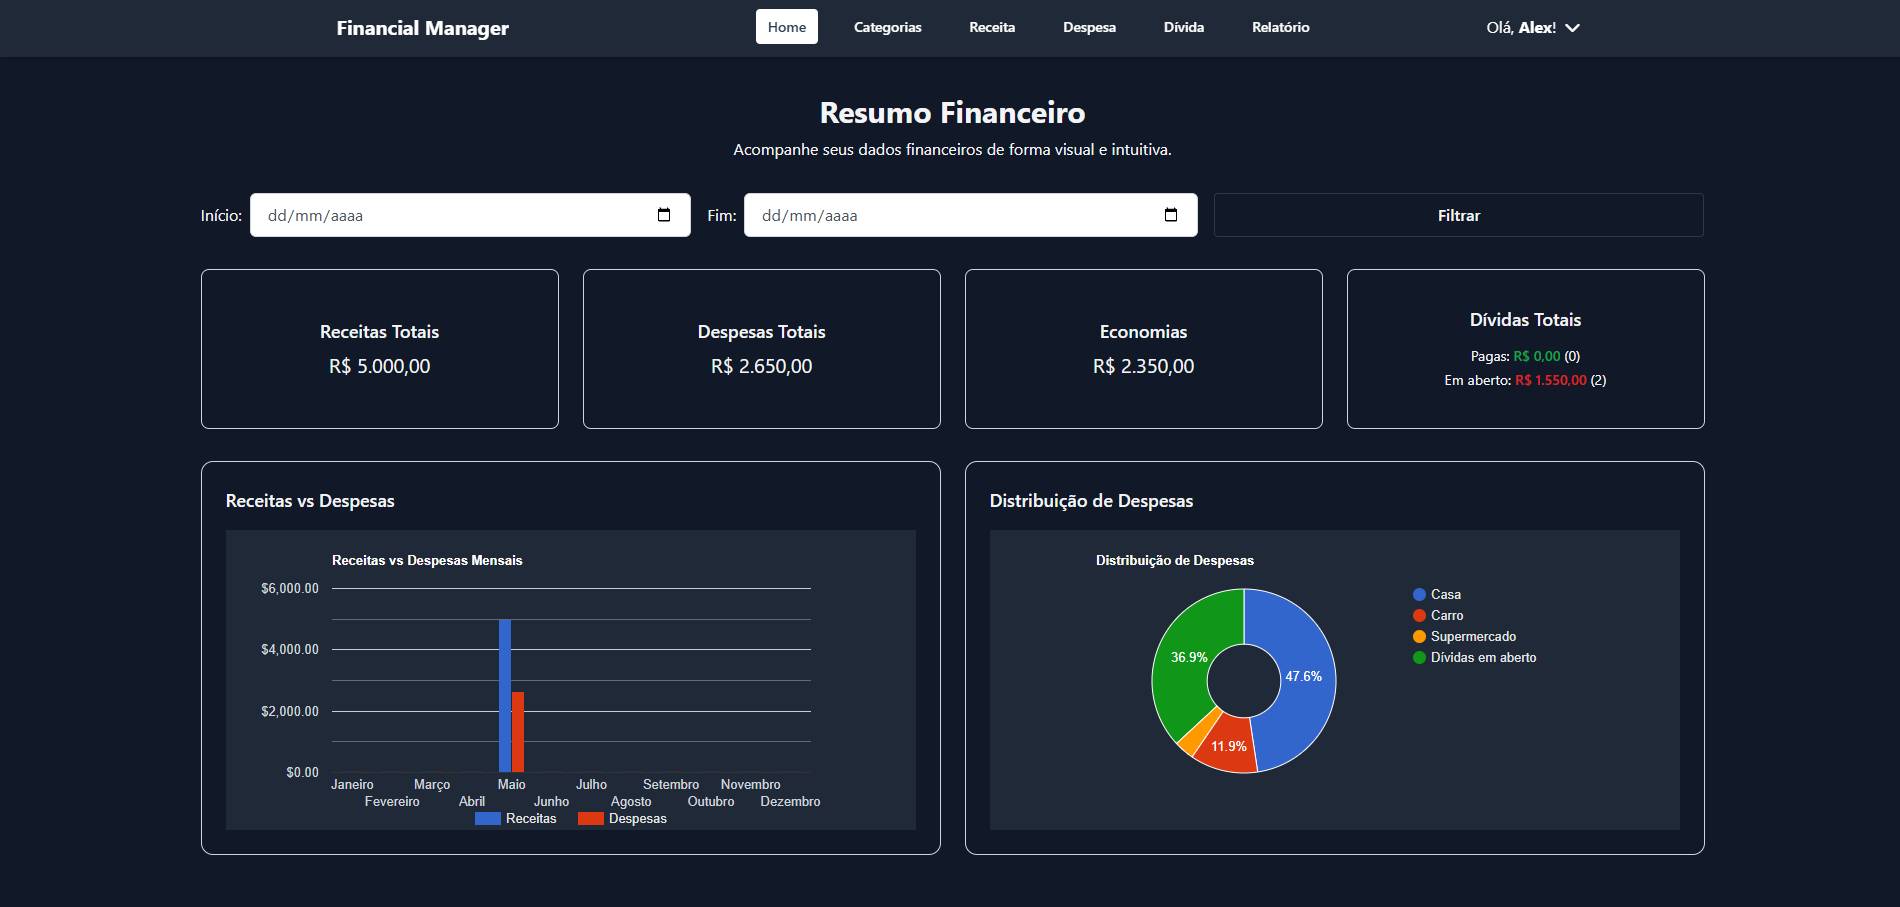 Financial Manager
Home
Categorias
Receita
Despesa
Dívida
Relatório
Olá, Alex!
Resumo Financeiro
Acompanhe seus dados financeiros de forma visual e intuitiva.
Início:
dd/mm/aaaa
Fim:
dd/mm/aaaa
Filtrar
Receitas Totais
R$ 5.000,00
Despesas Totais
R$ 2.650,00
Economias
R$ 2.350,00
Dívidas Totais
Pagas: R$ 0,00 (0)
Em aberto: R$ 1.550,00 (2)
Receitas vs Despesas
Receitas vs Despesas Mensais
$6,000.00
$4,000.00
$2,000.00
$0.00
Janeiro
Fevereiro
Março
Abril
Maio
Junho
Julho
Agosto
Setembro
Outubro
Novembro
Dezembro
Receitas
Despesas
Distribuição de Despesas
Distribuição de Despesas
36.9%
47.6%
11.9%
Casa
Carro
Supermercado
Dívidas em aberto